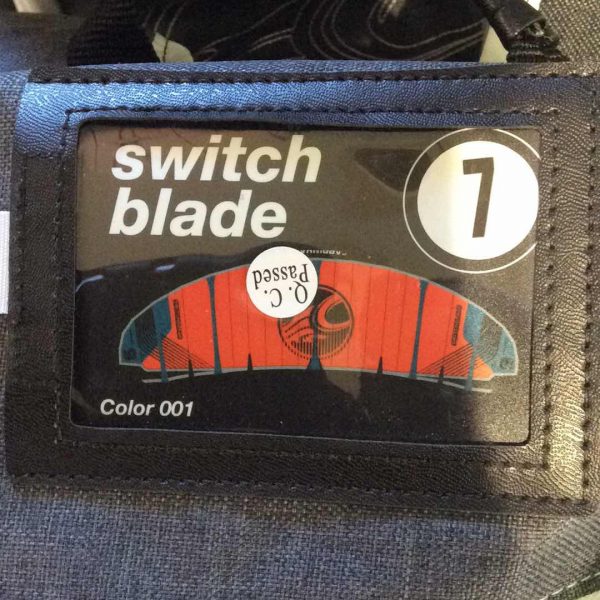 switch
blade
7
Q. C.
Passed
Color 001